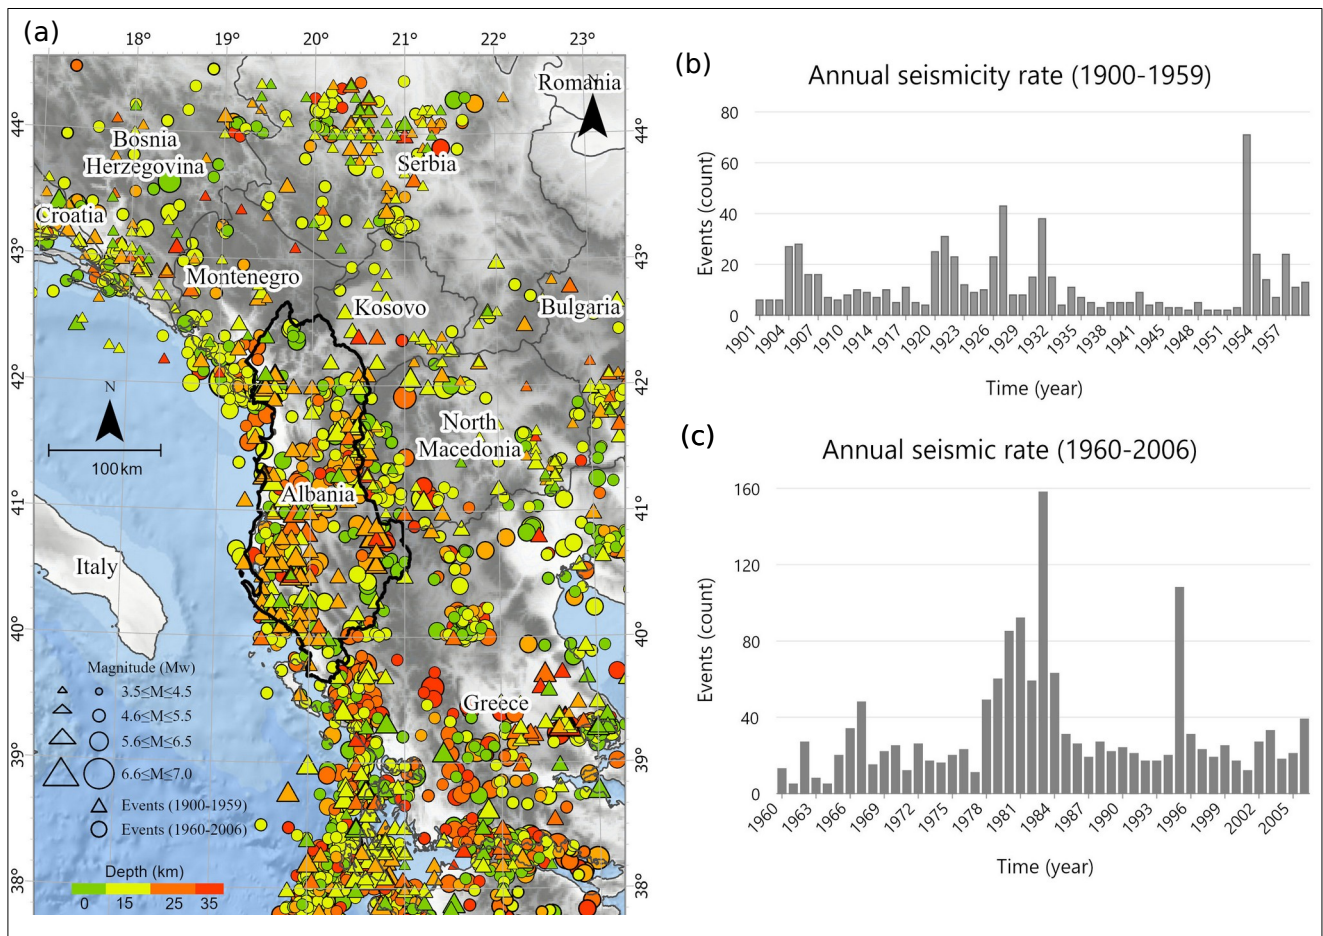 (a)
18° 19° 20° 21° 22° 23°
Romania
N
44° 44°
Bosnia
Herzegovina
Serbia
Croatia
43° 43°
Montenegro
Kosovo
Bulgaria
42° 42°
N
North
Macedonia
100 km
Albania
41° 41°
Italy
40° 40°
Magnitude (Mw)
3.5≤M≤4.5
4.6≤M≤5.5
5.6≤M≤6.5
6.6≤M≤7.0
Greece
39° 39°
Events (1900-1959)
Events (1960-2006)
Depth (km)
0 15 25 35
38° 38°
(b)
Annual seismicity rate (1900-1959)
Events (count)
80
60
40
20
0
1901 1904 1907 1910 1914 1917 1920 1923 1926 1929 1932 1935 1938 1941 1945 1948 1951 1954 1957
Time (year)
(c)
Annual seismic rate (1960-2006)
Events (count)
160
120
80
40
0
1960 1963 1966 1969 1972 1975 1978 1981 1984 1987 1990 1993 1996 1999 2002 2005
Time (year)